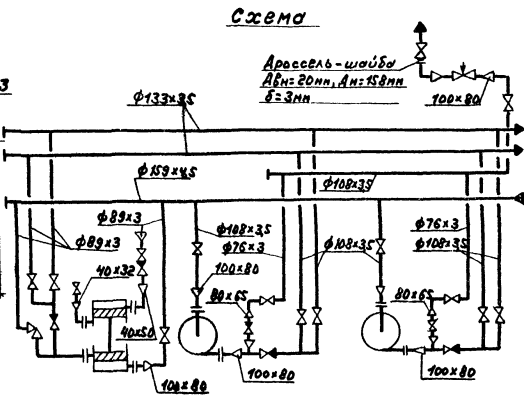 Схема
Дроссель-шайба
Двн=20мм, Дн=158мм
δ=3мм
100×80
3
Ф133×3,5
Ф159×4,5
Ф108×3,5
Ф89×3
Ф89×3
Ф108×3,5
Ф76×3
Ф108×3,5
Ф76×3
Ф108×3,5
40×32
100×80
80×65
80×65
40×50
100×80
100×80
100×80